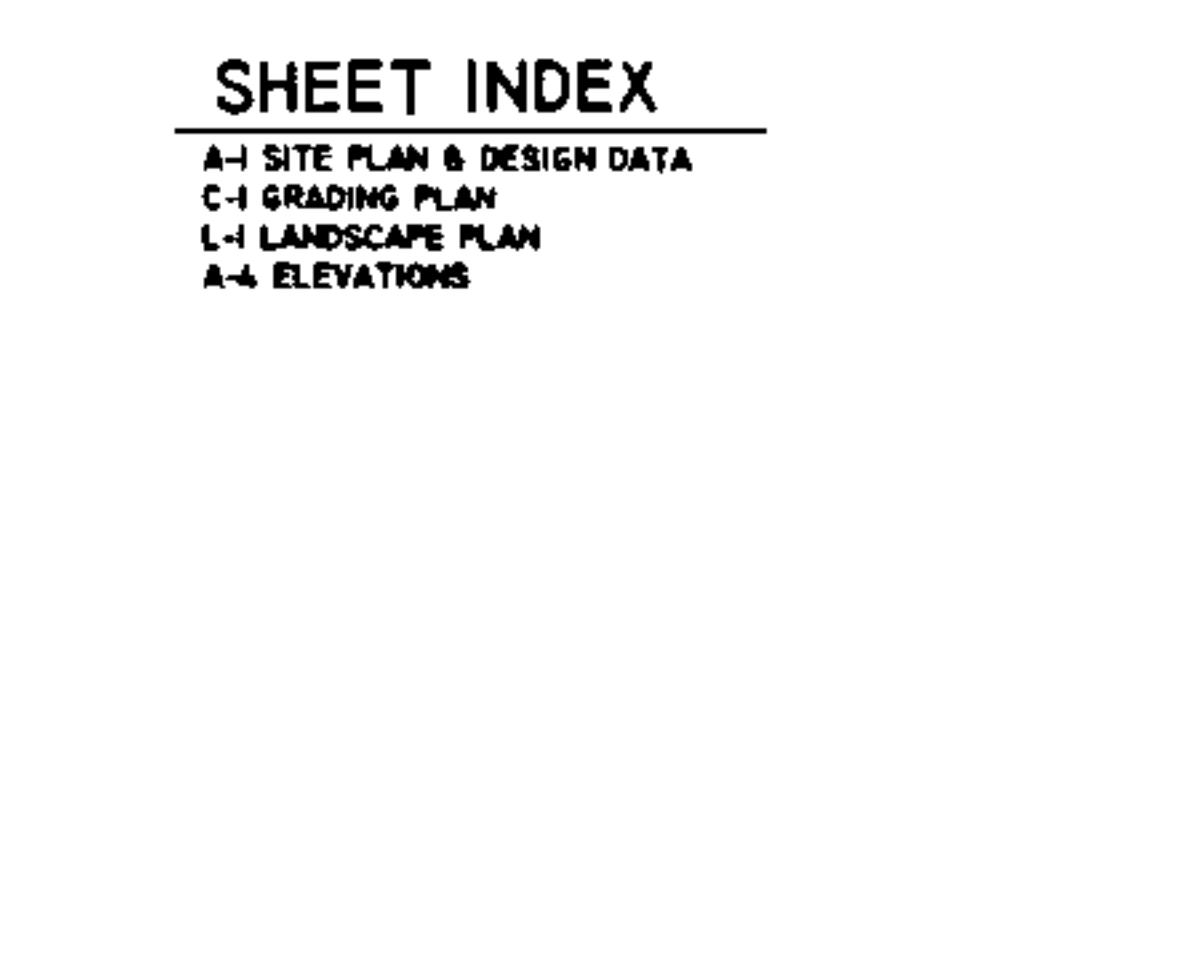 SHEET INDEX
A-1 SITE PLAN & DESIGN DATA
C-1 GRADING PLAN
L-1 LANDSCAPE PLAN
A-4 ELEVATIONS